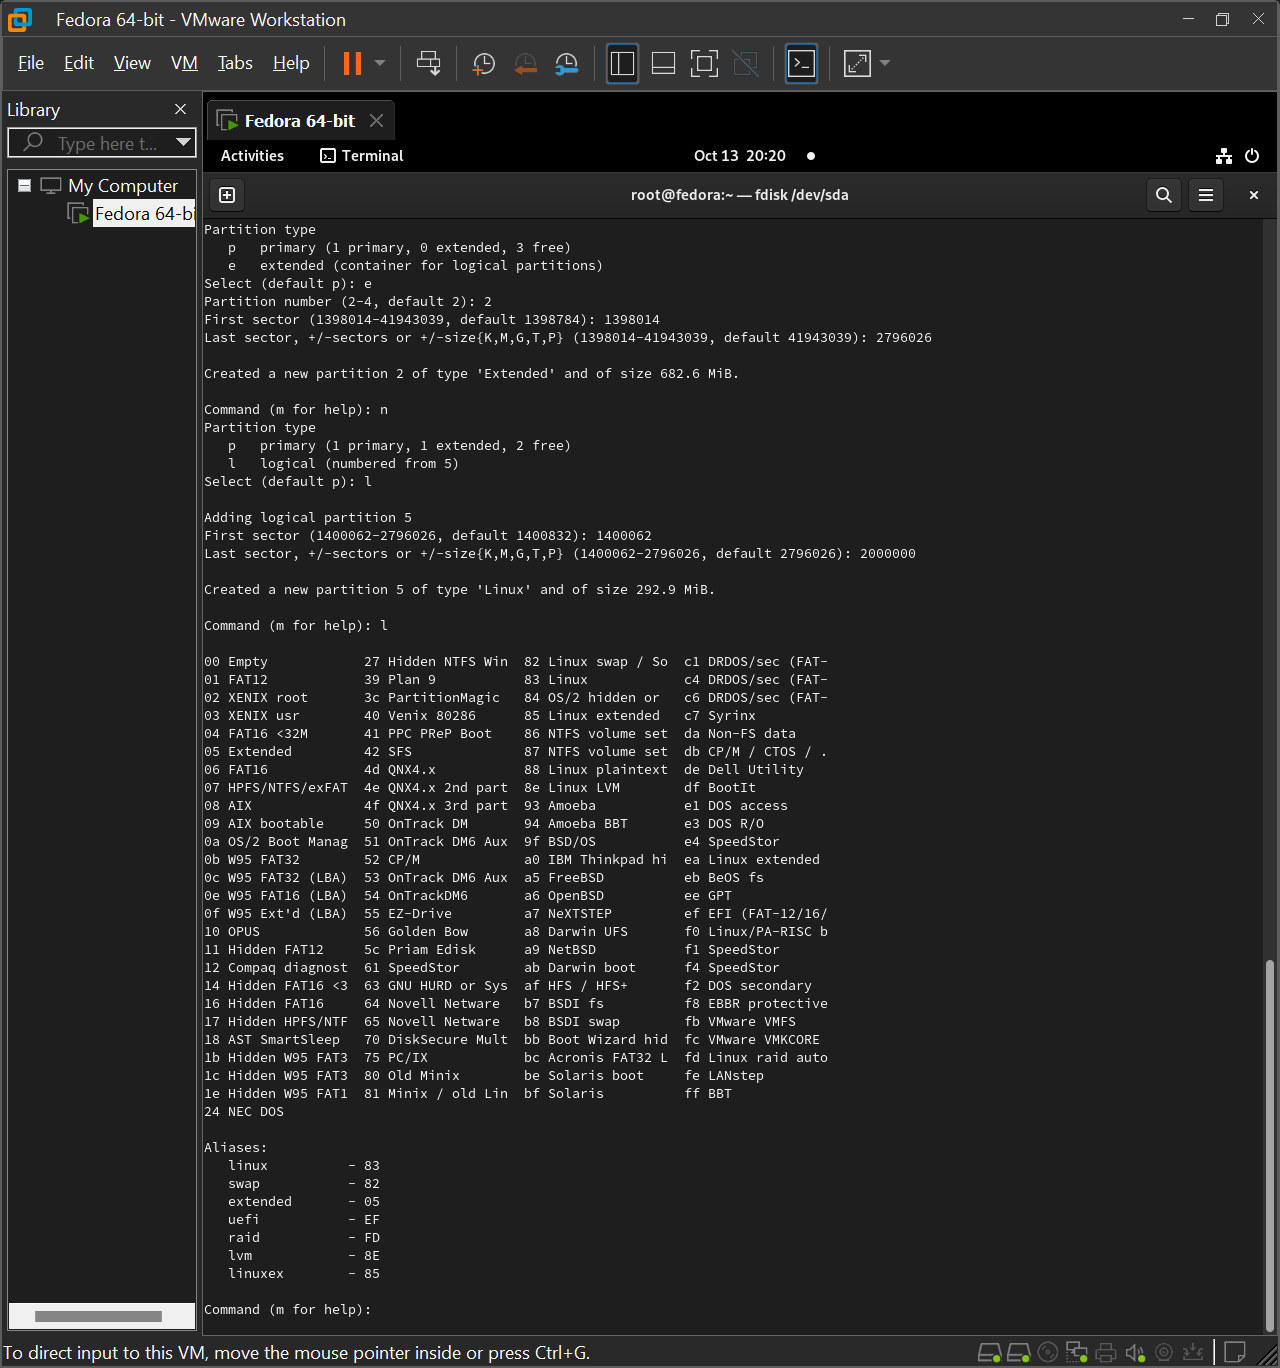 Fedora 64-bit - VMware Workstation
File Edit View VM Tabs Help
Library
Type here t...
My Computer
Fedora 64-bi
Fedora 64-bit
Activities Terminal Oct 13 20:20
root@fedora:~ — fdisk /dev/sda
Partition type
p primary (1 primary, 0 extended, 3 free)
e extended (container for logical partitions)
Select (default p): e
Partition number (2-4, default 2): 2
First sector (1398014-41943039, default 1398784): 1398014
Last sector, +/-sectors or +/-size{K,M,G,T,P} (1398014-41943039, default 41943039): 2796026
Created a new partition 2 of type 'Extended' and of size 682.6 MiB.
Command (m for help): n
Partition type
p primary (1 primary, 1 extended, 2 free)
l logical (numbered from 5)
Select (default p): l
Adding logical partition 5
First sector (1400062-2796026, default 1400832): 1400062
Last sector, +/-sectors or +/-size{K,M,G,T,P} (1400062-2796026, default 2796026): 2000000
Created a new partition 5 of type 'Linux' and of size 292.9 MiB.
Command (m for help): l
00 Empty 27 Hidden NTFS Win 82 Linux swap / So c1 DRDOS/sec (FAT-
01 FAT12 39 Plan 9 83 Linux c4 DRDOS/sec (FAT-
02 XENIX root 3c PartitionMagic 84 OS/2 hidden or c6 DRDOS/sec (FAT-
03 XENIX usr 40 Venix 80286 85 Linux extended c7 Syrinx
04 FAT16 <32M 41 PPC PReP Boot 86 NTFS volume set da Non-FS data
05 Extended 42 SFS 87 NTFS volume set db CP/M / CTOS / .
06 FAT16 4d QNX4.x 88 Linux plaintext de Dell Utility
07 HPFS/NTFS/exFAT 4e QNX4.x 2nd part 8e Linux LVM df BootIt
08 AIX 4f QNX4.x 3rd part 93 Amoeba e1 DOS access
09 AIX bootable 50 OnTrack DM 94 Amoeba BBT e3 DOS R/O
0a OS/2 Boot Manag 51 OnTrack DM6 Aux 9f BSD/OS e4 SpeedStor
0b W95 FAT32 52 CP/M a0 IBM Thinkpad hi ea Linux extended
0c W95 FAT32 (LBA) 53 OnTrack DM6 Aux a5 FreeBSD eb BeOS fs
0e W95 FAT16 (LBA) 54 OnTrackDM6 a6 OpenBSD ee GPT
0f W95 Ext'd (LBA) 55 EZ-Drive a7 NeXTSTEP ef EFI (FAT-12/16/
10 OPUS 56 Golden Bow a8 Darwin UFS f0 Linux/PA-RISC b
11 Hidden FAT12 5c Priam Edisk a9 NetBSD f1 SpeedStor
12 Compaq diagnost 61 SpeedStor ab Darwin boot f4 SpeedStor
14 Hidden FAT16 <3 63 GNU HURD or Sys af HFS / HFS+ f2 DOS secondary
16 Hidden FAT16 64 Novell Netware b7 BSDI fs f8 EBBR protective
17 Hidden HPFS/NTF 65 Novell Netware b8 BSDI swap fb VMware VMFS
18 AST SmartSleep 70 DiskSecure Mult bb Boot Wizard hid fc VMware VMKCORE
1b Hidden W95 FAT3 75 PC/IX bc Acronis FAT32 L fd Linux raid auto
1c Hidden W95 FAT3 80 Old Minix be Solaris boot fe LANstep
1e Hidden W95 FAT1 81 Minix / old Lin bf Solaris ff BBT
24 NEC DOS
Aliases:
linux - 83
swap - 82
extended - 05
uefi - EF
raid - FD
lvm - 8E
linuxex - 85
Command (m for help):
To direct input to this VM, move the mouse pointer inside or press Ctrl+G.